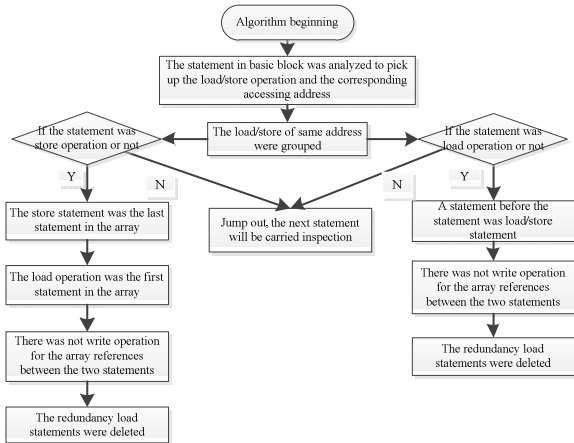 Algorithm beginning
The statement in basic block was analyzed to pick
up the load/store operation and the corresponding
accessing address
If the statement was
store operation or not
The load/store of same address
were grouped
If the statement was
load operation or not
Y
N
N
Y
The store statement was the last
statement in the array
Jump out, the next statement
will be carried inspection
A statement before the
statement was load/store
statement
The load operation was the first
statement in the array
There was not write operation
for the array references
between the two statements
There was not write operation
for the array references
between the two statements
The redundancy load
statements were deleted
The redundancy load
statements were deleted